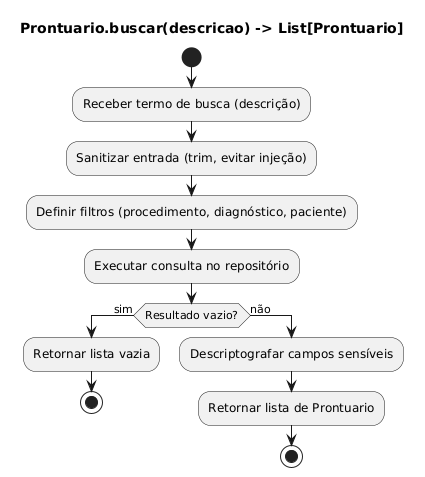 Prontuario.buscar(descricao) -> List[Prontuario]
Receber termo de busca (descrição)
Sanitizar entrada (trim, evitar injeção)
Definir filtros (procedimento, diagnóstico, paciente)
Executar consulta no repositório
sim
Resultado vazio?
não
Retornar lista vazia
Descriptografar campos sensíveis
Retornar lista de Prontuario